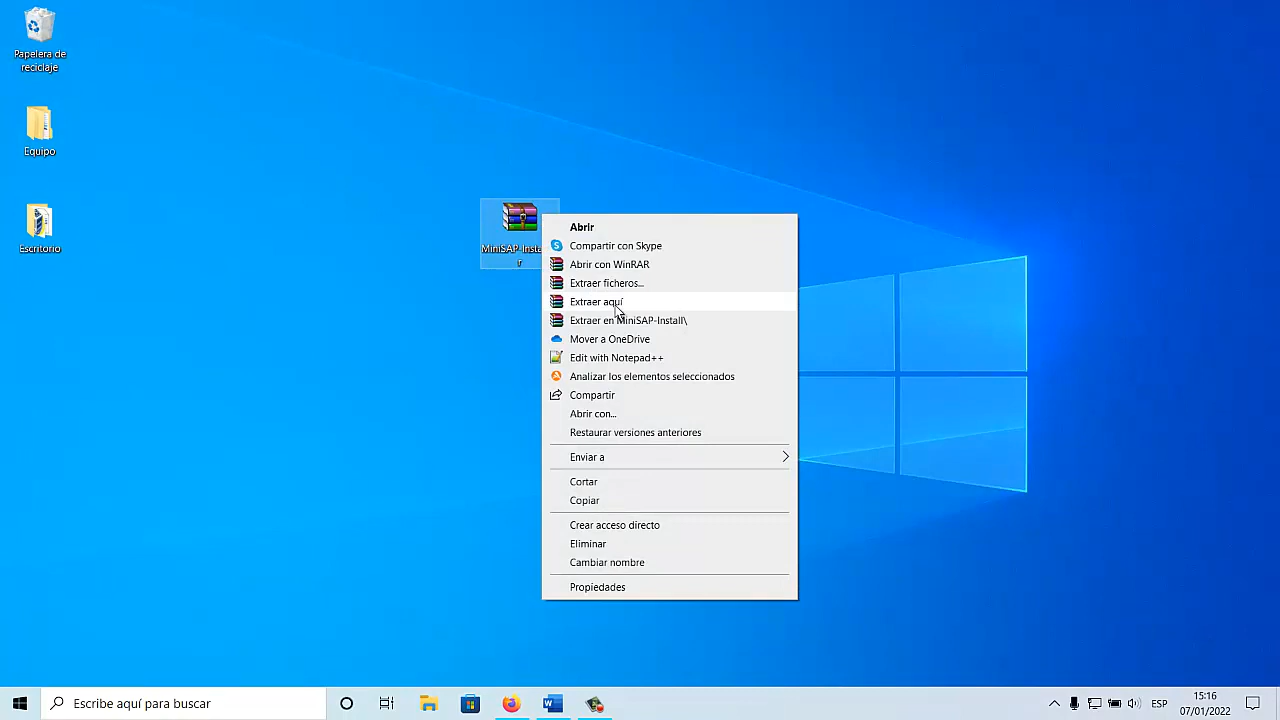 Papelera de
reciclaje
Equipo
Escritorio
MiniSAP-Insta
r
Abrir
Compartir con Skype
Abrir con WinRAR
Extraer ficheros...
Extraer aquí
Extraer en MiniSAP-Install\
Mover a OneDrive
Edit with Notepad++
Analizar los elementos seleccionados
Compartir
Abrir con...
Restaurar versiones anteriores
Enviar a
Cortar
Copiar
Crear acceso directo
Eliminar
Cambiar nombre
Propiedades
Escribe aquí para buscar
ESP
15:16
07/01/2022